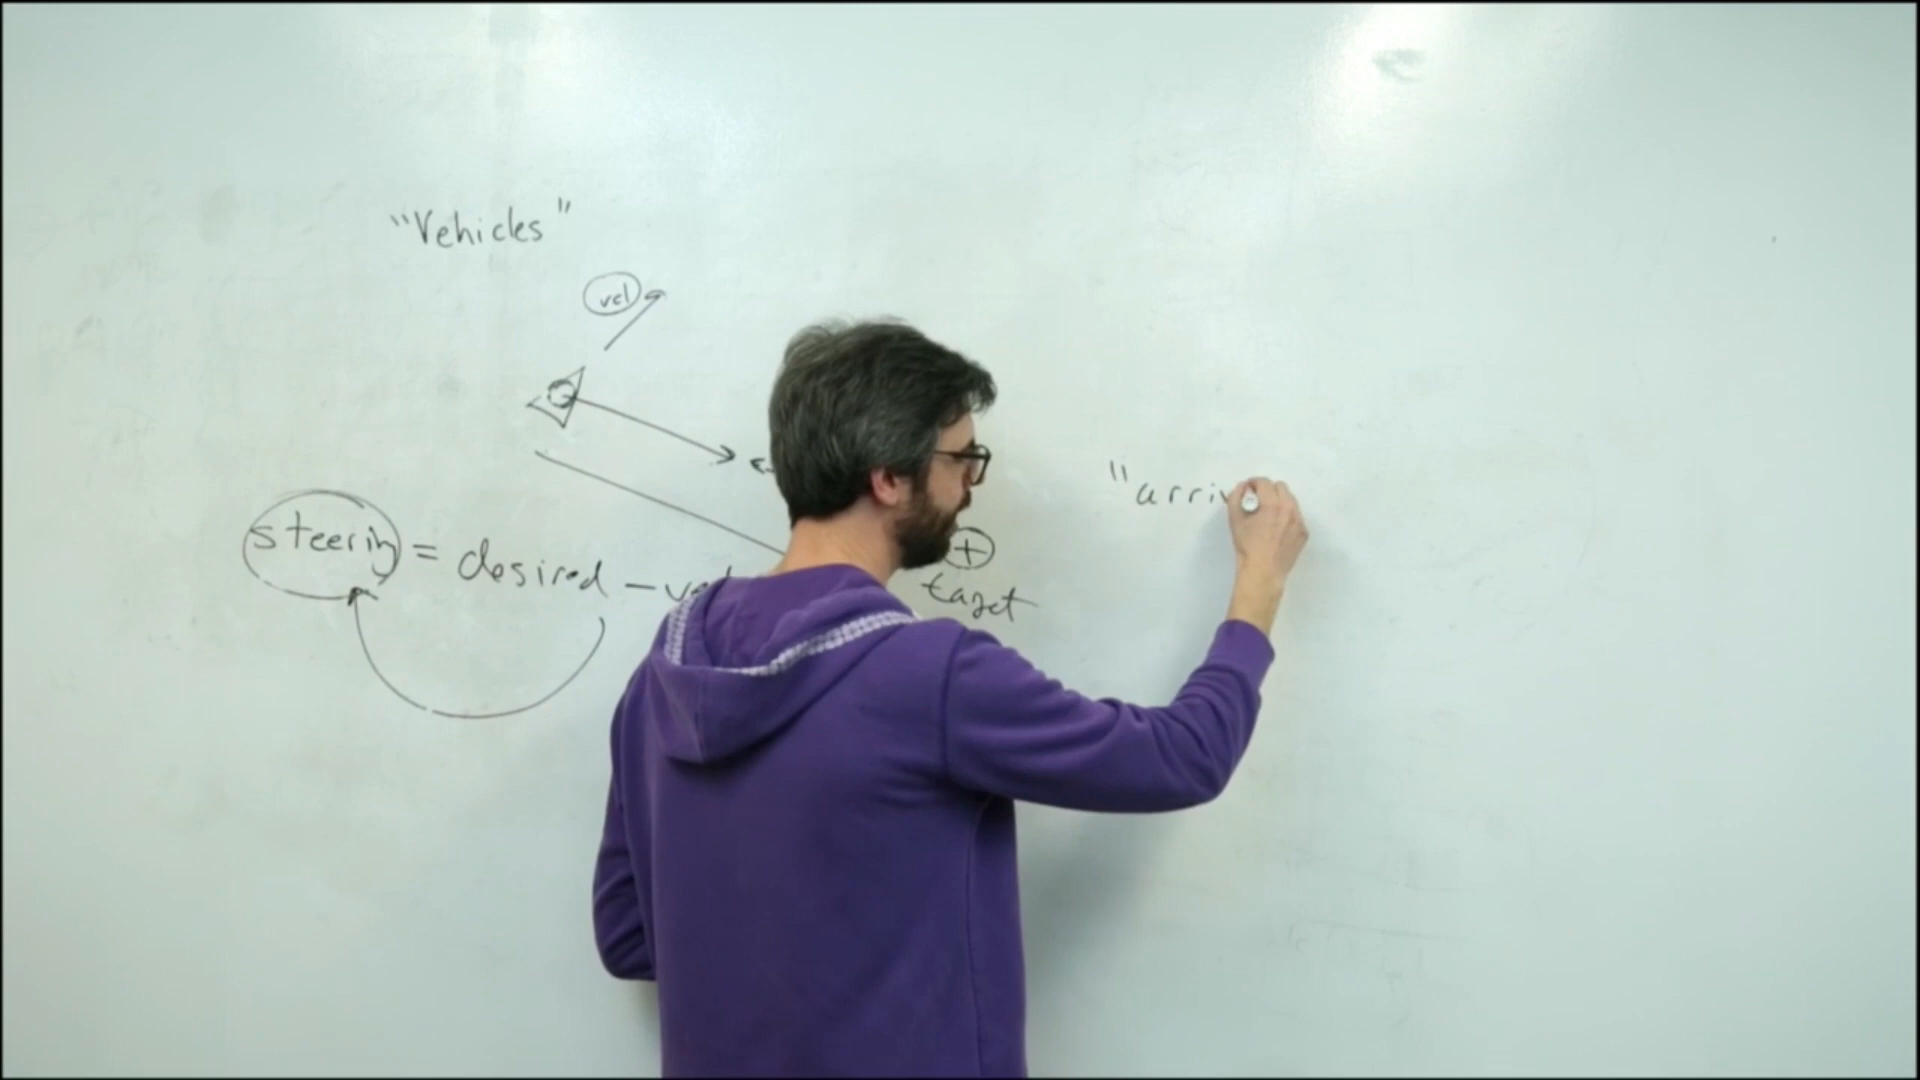 "Vehicles"
vel
"arriv
steering = desired - vel
target